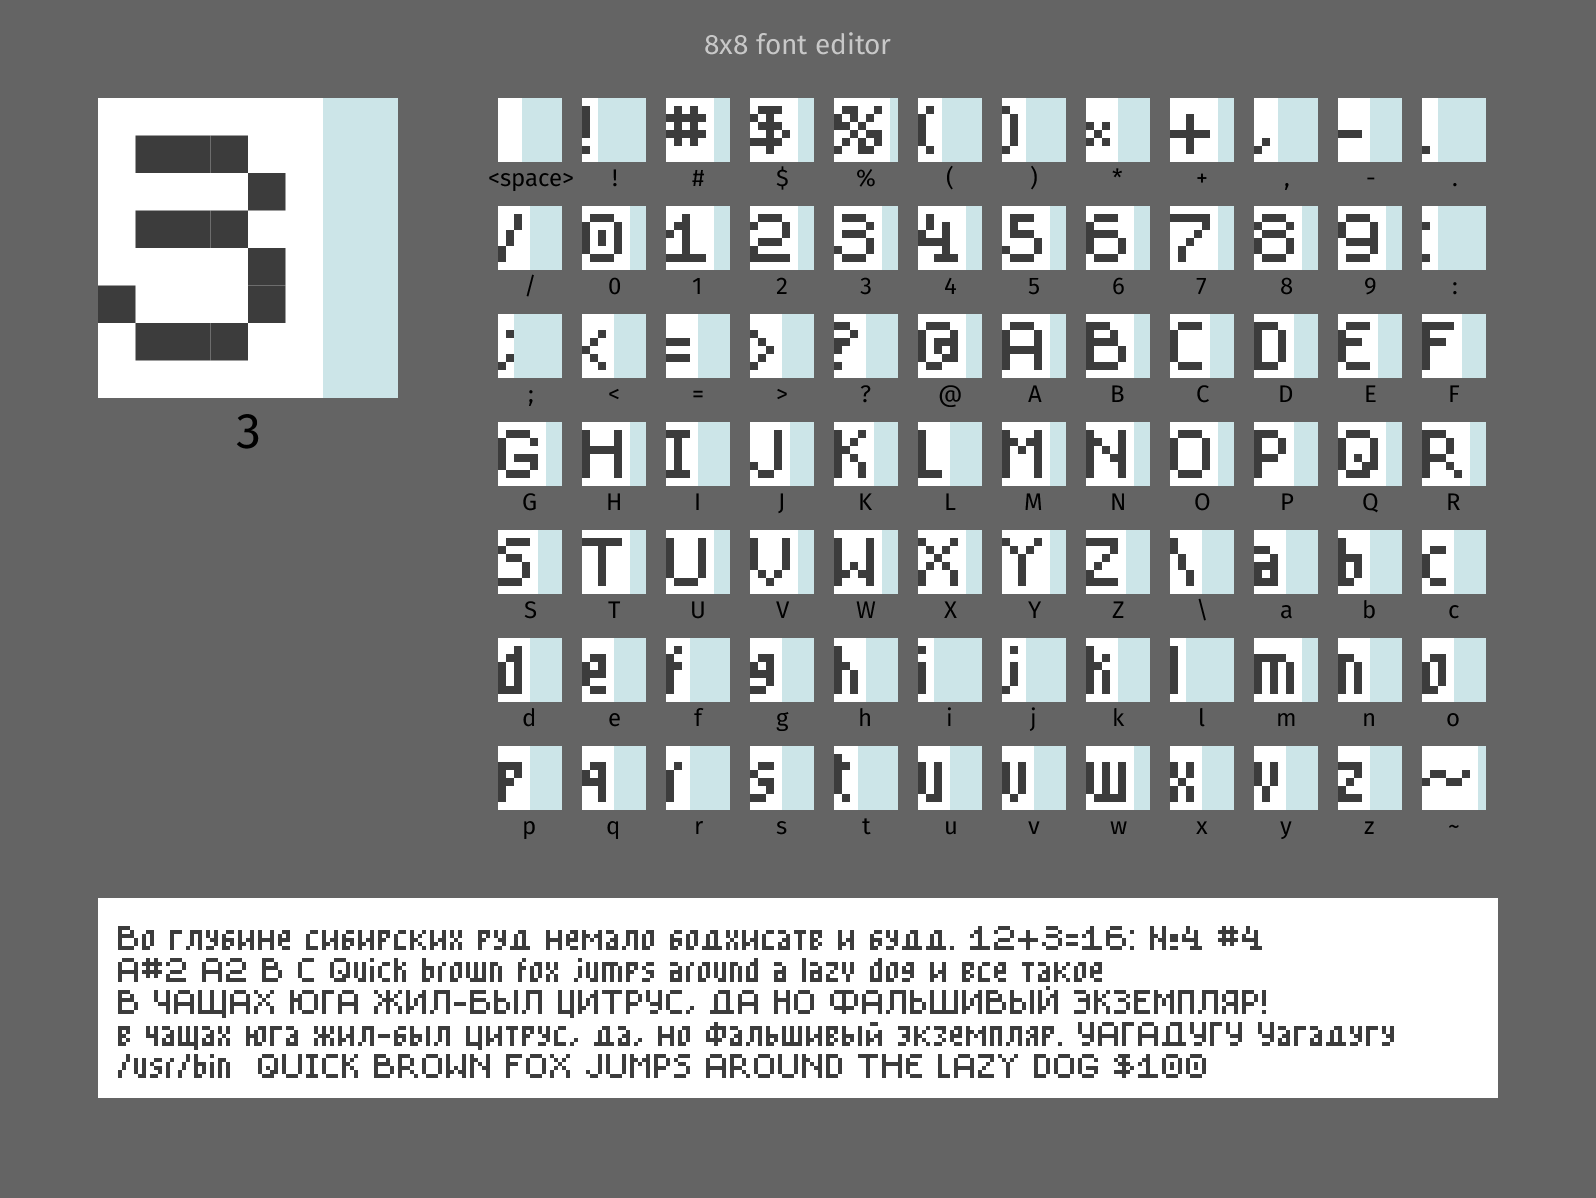 8x8 font editor
3
<space> ! # $ % ( ) * + , - .
/ 0 1 2 3 4 5 6 7 8 9 :
; < = > ? @ A B C D E F
G H I J K L M N O P Q R
S T U V W X Y Z \ a b c
d e f g h i j k l m n o
p q r s t u v w x y z ~
Во глубине сибирских руд немало бодхисатв и будд. 12+3=16: №4 #4
A#2 A2 B C Quick brown fox jumps around a lazy dog и все такое
В ЧАЩАХ ЮГА ЖИЛ-БЫЛ ЦИТРУС, ДА НО ФАЛЬШИВЫЙ ЭКЗЕМПЛЯР!
в чащах юга жил-был цитрус, да, но фальшивый экземпляр. УАГАДУГУ Уагадугу
/usr/bin QUICK BROWN FOX JUMPS AROUND THE LAZY DOG $100